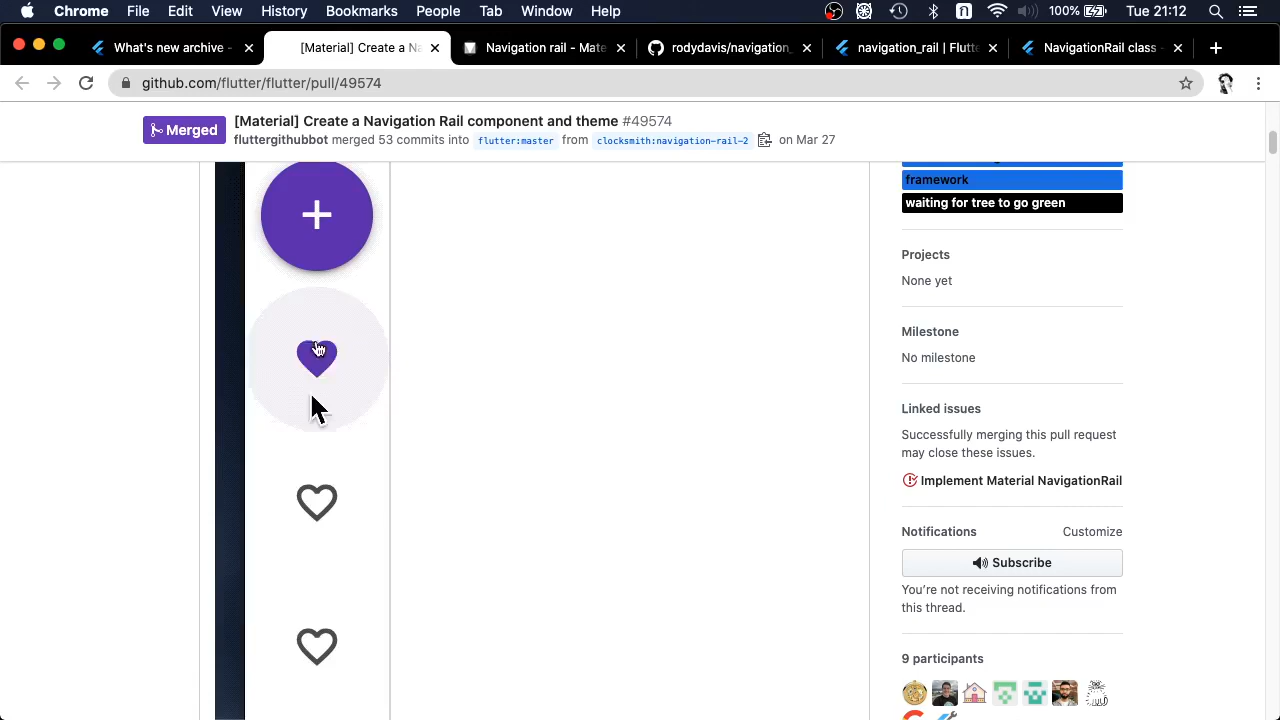 Chrome File Edit View History Bookmarks People Tab Window Help 100% Tue 21:12
What's new archive -
[Material] Create a Na
Navigation rail - Mate
rodydavis/navigation_
navigation_rail | Flutte
NavigationRail class -
github.com/flutter/flutter/pull/49574
Merged
[Material] Create a Navigation Rail component and theme #49574
fluttergithubbot merged 53 commits into flutter:master from clocksmith:navigation-rail-2 on Mar 27
framework
waiting for tree to go green
Projects
None yet
Milestone
No milestone
Linked issues
Successfully merging this pull request
may close these issues.
Implement Material NavigationRail
Notifications Customize
Subscribe
You're not receiving notifications from
this thread.
9 participants